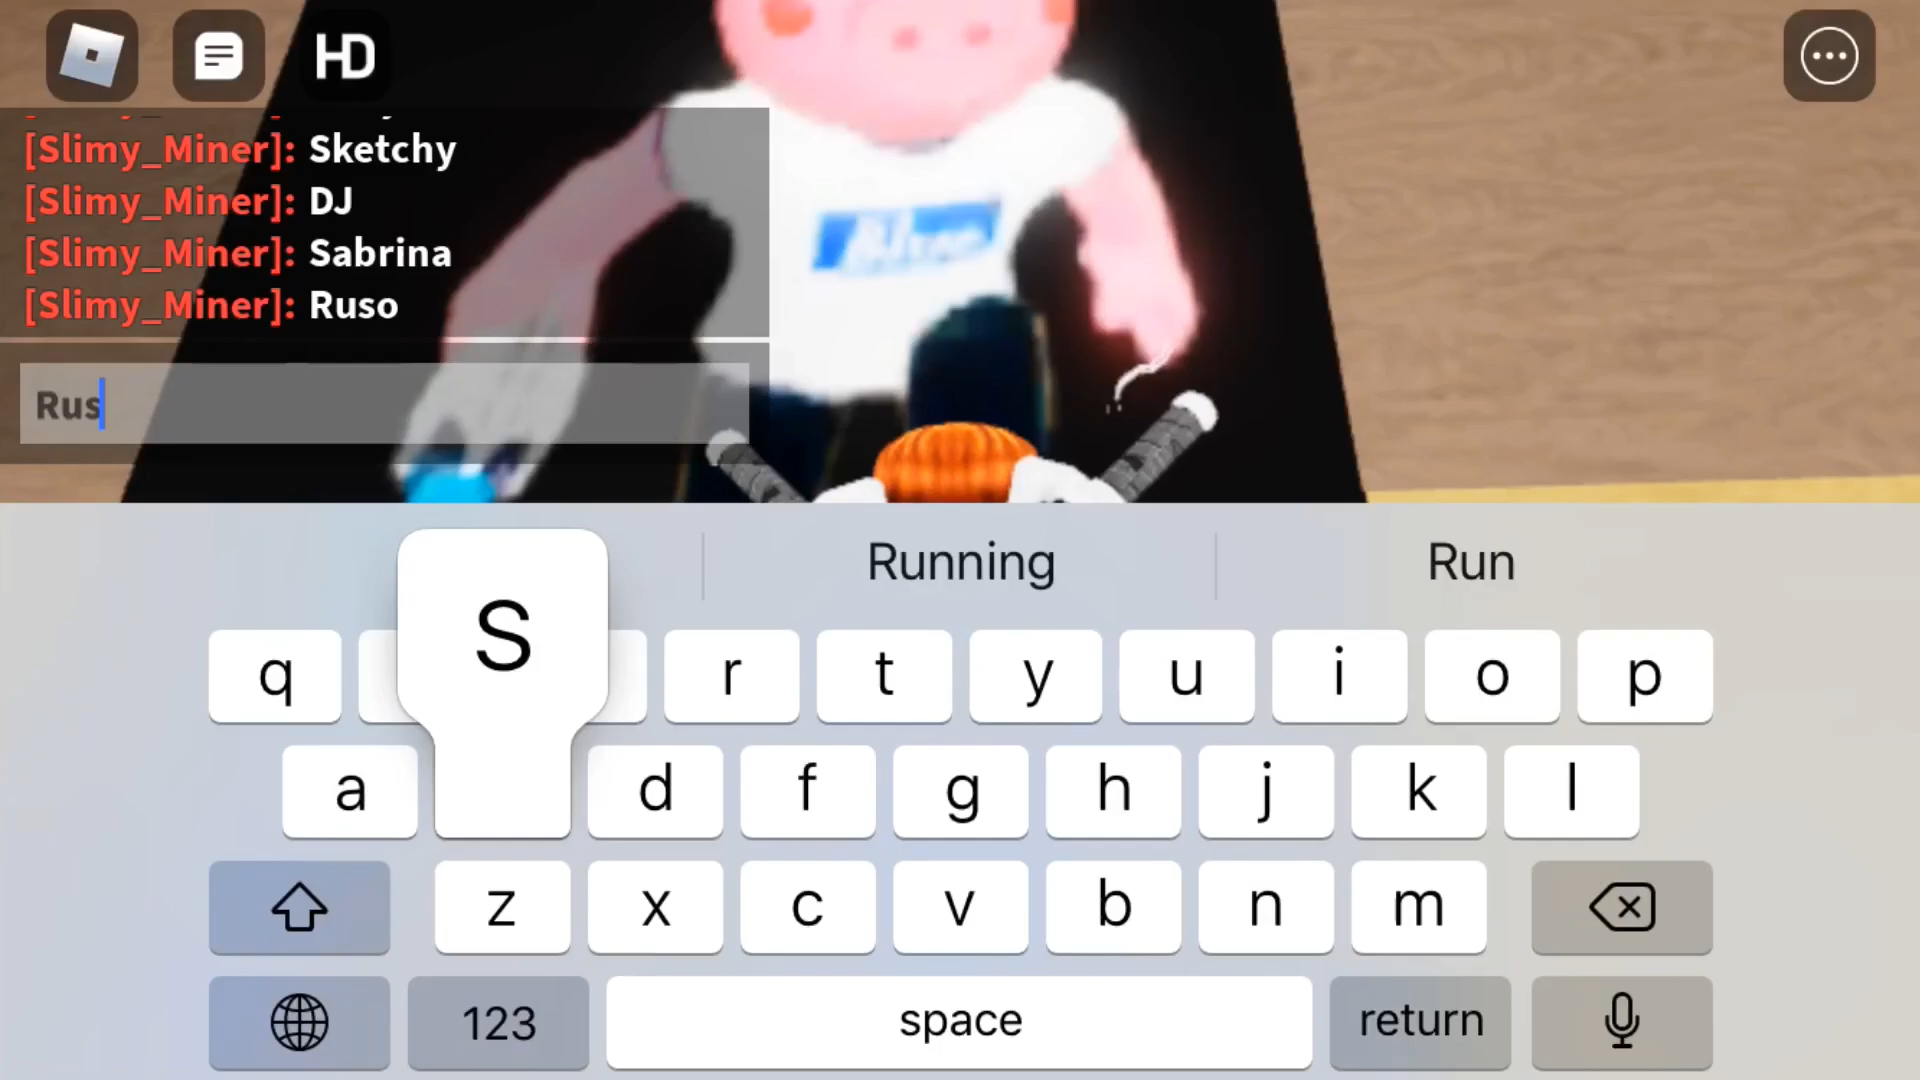 HD
[Slimy_Miner]: Sketchy
[Slimy_Miner]: DJ
[Slimy_Miner]: Sabrina
[Slimy_Miner]: Ruso
Rus
Running
Run
S
q r t y u i o p
a d f g h j k l
z x c v b n m
123 space return